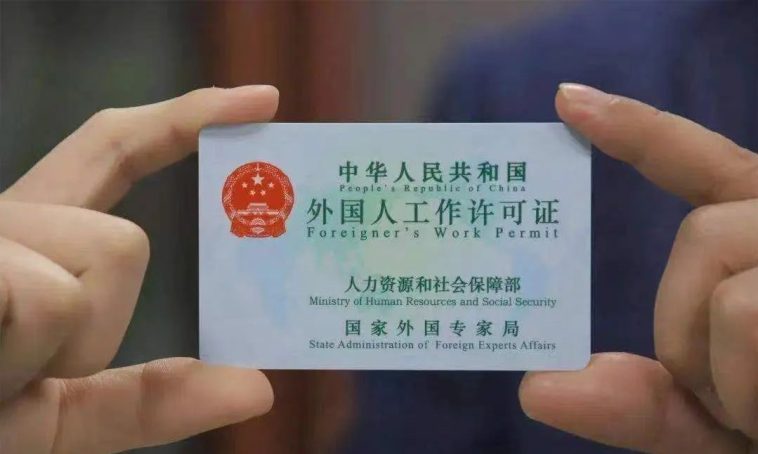 中华人民共和国
People's Republic of China
外国人工作许可证
Foreigner's Work Permit
人力资源和社会保障部
Ministry of Human Resources and Social Security
国家外国专家局
State Administration of Foreign Experts Affairs